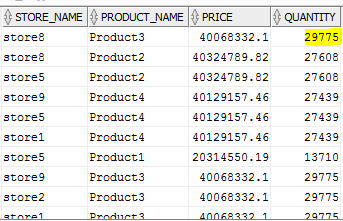 STORE_NAME PRODUCT_NAME PRICE QUANTITY
store8 Product3 40068332.1 29775
store8 Product2 40324789.82 27608
store5 Product2 40324789.82 27608
store9 Product4 40129157.46 27439
store5 Product4 40129157.46 27439
store1 Product4 40129157.46 27439
store5 Product1 20314550.19 13710
store9 Product3 40068332.1 29775
store2 Product3 40068332.1 29775
store1 Product3 40068332.1 29775